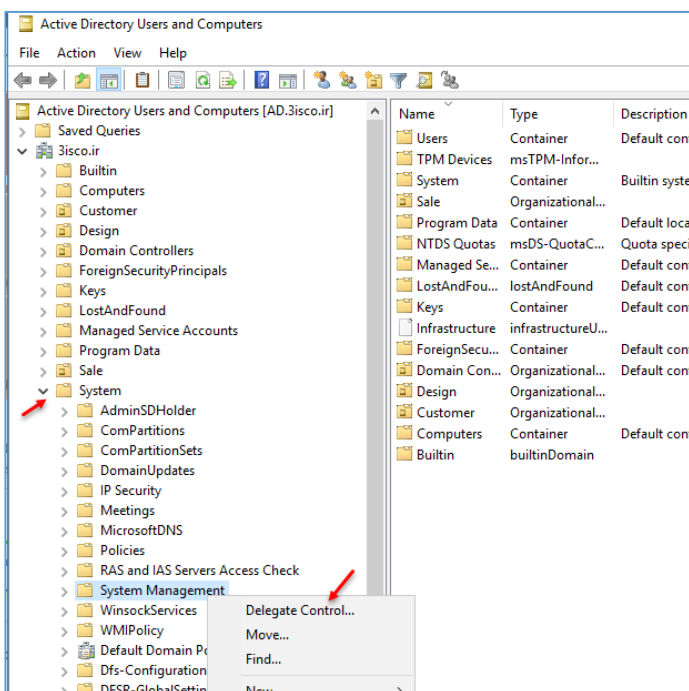 Active Directory Users and Computers
File Action View Help
Active Directory Users and Computers [AD.3isco.ir]
Saved Queries
3isco.ir
Builtin
Computers
Customer
Design
Domain Controllers
ForeignSecurityPrincipals
Keys
LostAndFound
Managed Service Accounts
Program Data
Sale
System
AdminSDHolder
ComPartitions
ComPartitionSets
DomainUpdates
IP Security
Meetings
MicrosoftDNS
Policies
RAS and IAS Servers Access Check
System Management
WinsockServices
WMIPolicy
Default Domain Po
Dfs-Configuration
DFSR-GlobalSettin
Delegate Control...
Move...
Find...
New
Name Type Description
Users Container Default con
TPM Devices msTPM-Infor...
System Container Builtin syste
Sale Organizational...
Program Data Container Default loca
NTDS Quotas msDS-QuotaC... Quota speci
Managed Se... Container Default con
LostAndFou... lostAndFound Default con
Keys Container Default con
Infrastructure infrastructureU...
ForeignSecu... Container Default con
Domain Con... Organizational... Default con
Design Organizational...
Customer Organizational...
Computers Container Default con
Builtin builtinDomain